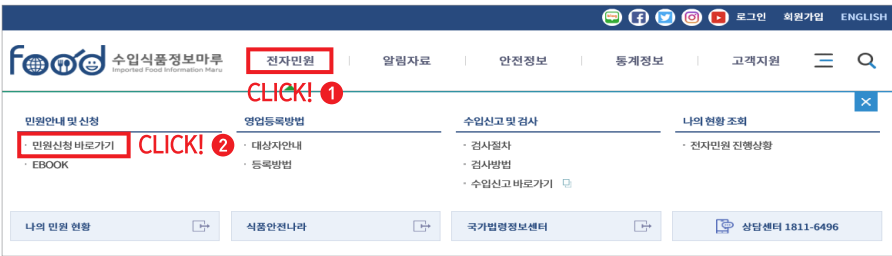 로그인 회원가입 ENGLISH
food 수입식품정보마루 전자민원 알림자료 안전정보 통계정보 고객지원
Imported Food Information Maru
CLICK! 1
민원안내 및 신청 영업등록방법 수입신고 및 검사 나의 현황 조회
· 민원신청 바로가기 CLICK! 2 · 대상자안내 · 검사절차 · 전자민원 진행상황
· EBOOK · 등록방법 · 검사방법
· 수입신고 바로가기
나의 민원 현황 식품안전나라 국가법령정보센터 상담센터 1811-6496